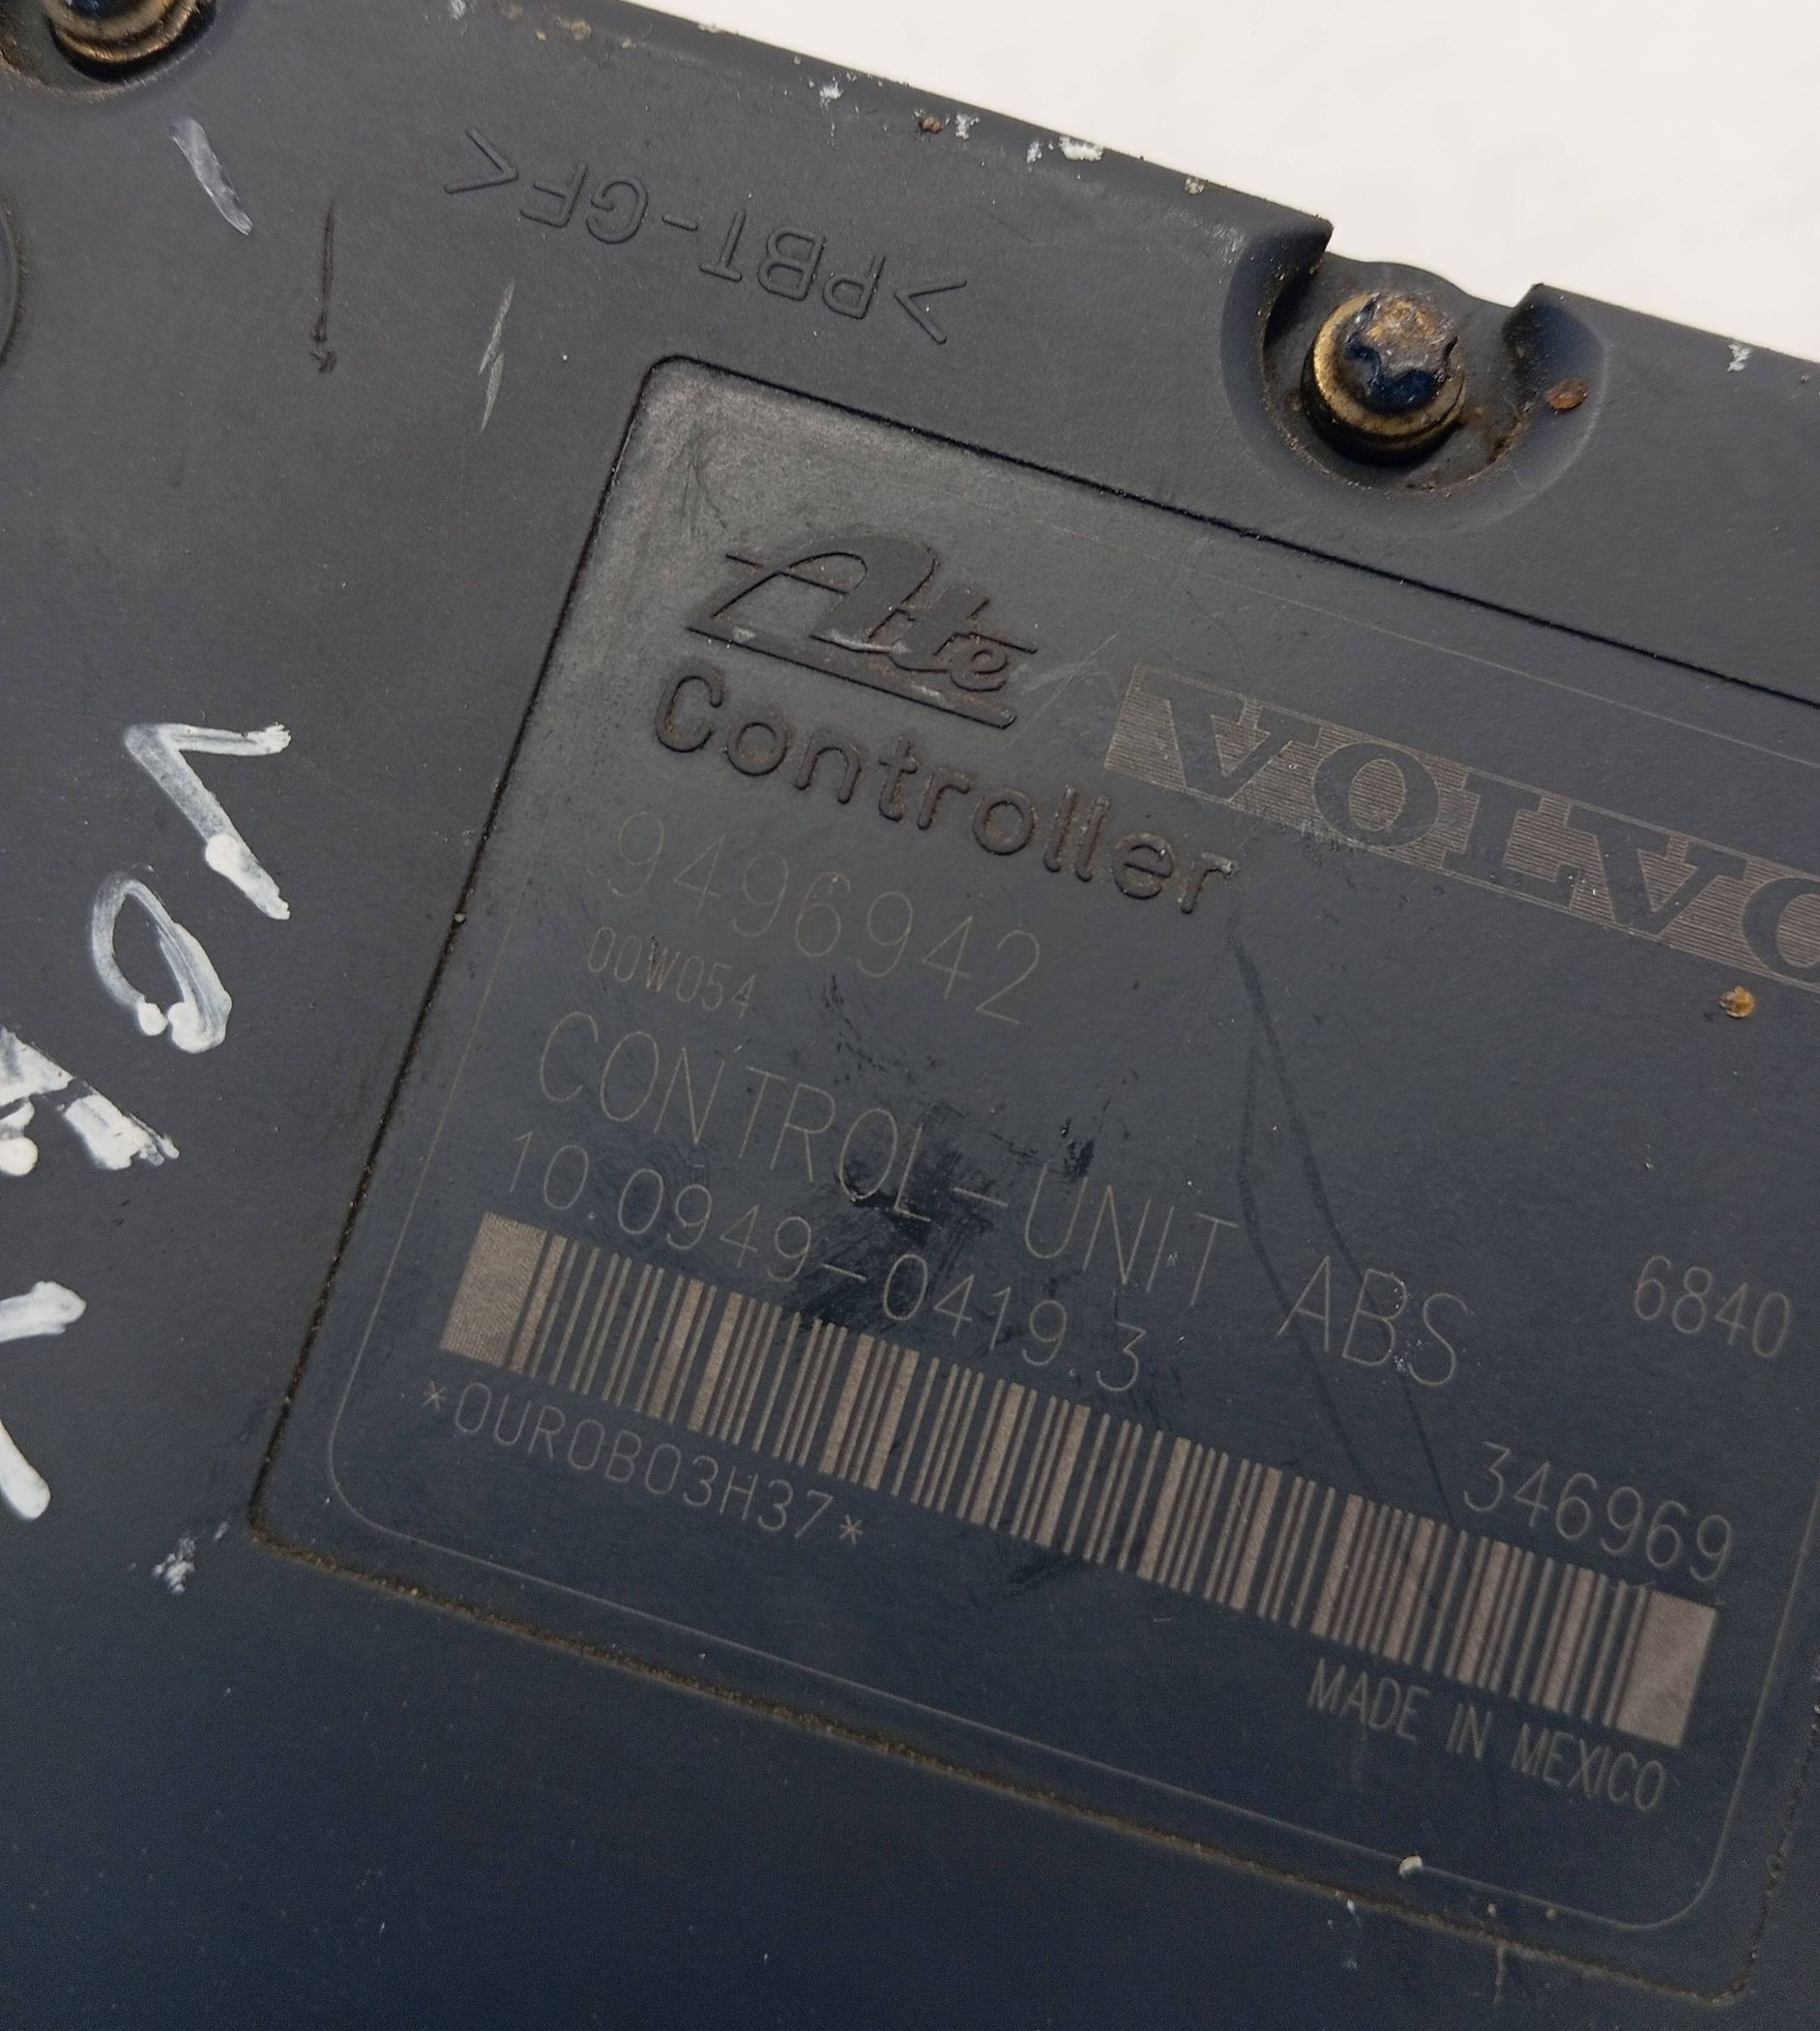 >PBT-GF<
Ate
Controller
VOLVO
9496942
00W054
CONTROL-UNIT ABS 6840
10.0949-0419.3 346969
*0UR0B03H37*
MADE IN MEXICO